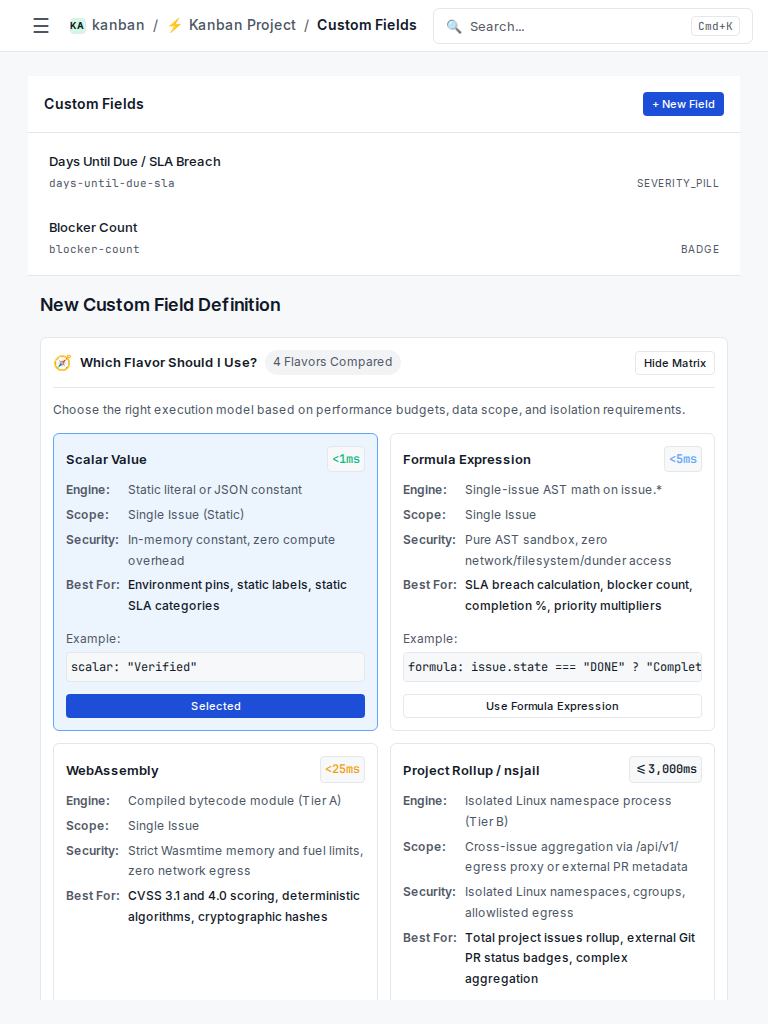 ☰ KA kanban / ⚡ Kanban Project / Custom Fields 🔍 Search... Cmd+K
Custom Fields + New Field
Days Until Due / SLA Breach
days-until-due-sla SEVERITY_PILL
Blocker Count
blocker-count BADGE
New Custom Field Definition
🧭 Which Flavor Should I Use? 4 Flavors Compared Hide Matrix
Choose the right execution model based on performance budgets, data scope, and isolation requirements.
Scalar Value <1ms
Engine: Static literal or JSON constant
Scope: Single Issue (Static)
Security: In-memory constant, zero compute
overhead
Best For: Environment pins, static labels, static
SLA categories
Example:
scalar: "Verified"
Selected
Formula Expression <5ms
Engine: Single-issue AST math on issue.*
Scope: Single Issue
Security: Pure AST sandbox, zero
network/filesystem/dunder access
Best For: SLA breach calculation, blocker count,
completion %, priority multipliers
Example:
formula: issue.state === "DONE" ? "Complet
Use Formula Expression
WebAssembly <25ms
Engine: Compiled bytecode module (Tier A)
Scope: Single Issue
Security: Strict Wasmtime memory and fuel limits,
zero network egress
Best For: CVSS 3.1 and 4.0 scoring, deterministic
algorithms, cryptographic hashes
Project Rollup / nsjail ≤3,000ms
Engine: Isolated Linux namespace process
(Tier B)
Scope: Cross-issue aggregation via /api/v1/
egress proxy or external PR metadata
Security: Isolated Linux namespaces, cgroups,
allowlisted egress
Best For: Total project issues rollup, external Git
PR status badges, complex
aggregation